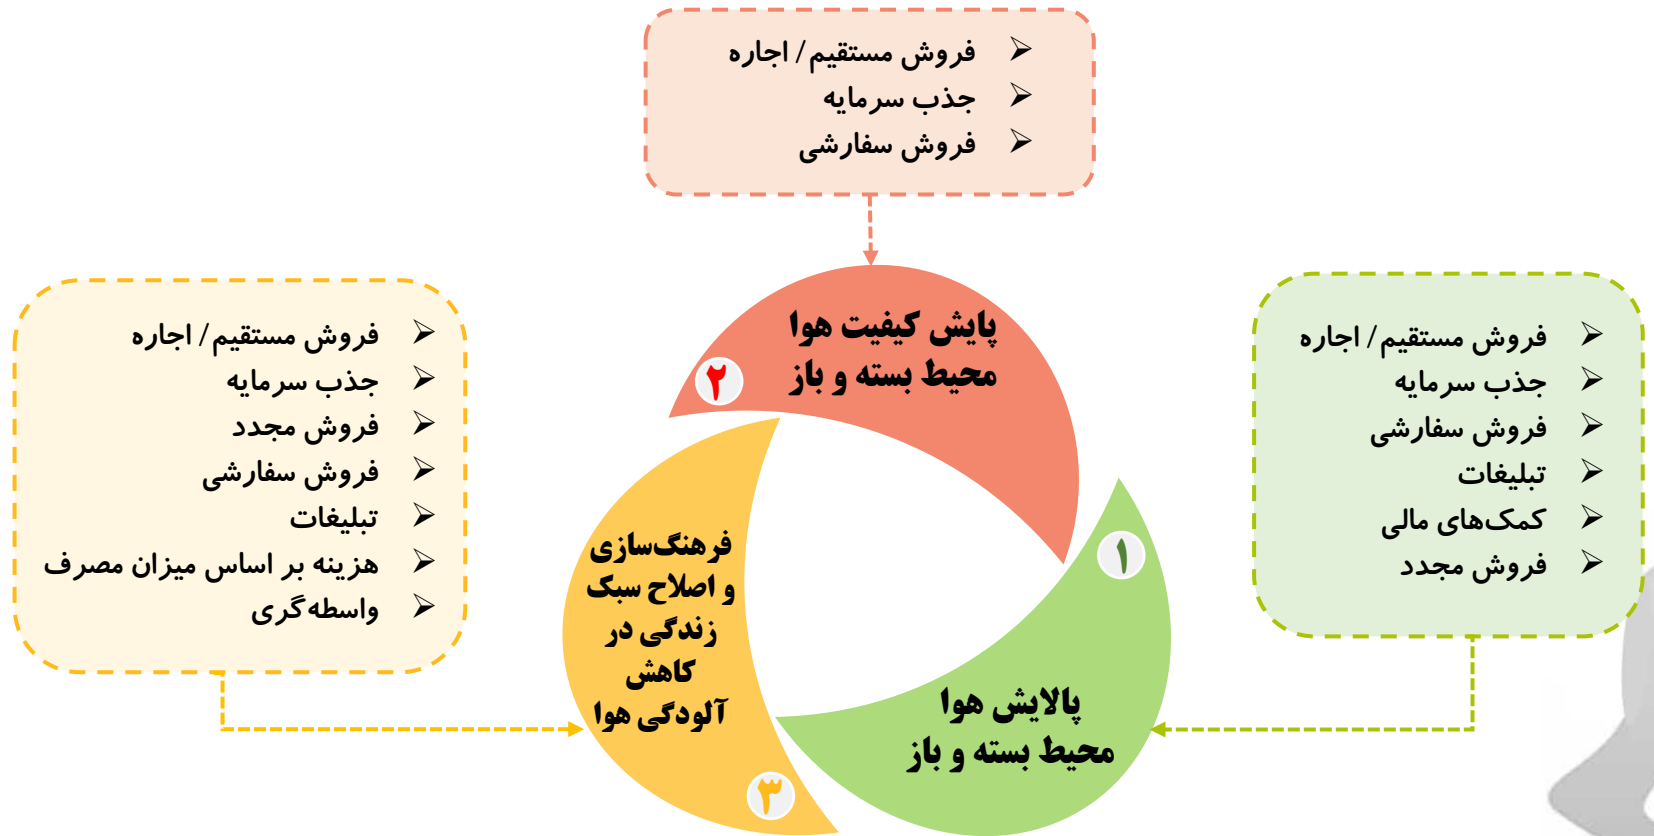 فروش مستقیم/ اجاره
جذب سرمایه
فروش سفارشی
پایش کیفیت هوا
محیط بسته و باز
۲
فروش مستقیم/ اجاره
جذب سرمایه
فروش سفارشی
تبلیغات
کمک‌های مالی
فروش مجدد
۱
پالایش هوا
محیط بسته و باز
فروش مستقیم/ اجاره
جذب سرمایه
فروش مجدد
فروش سفارشی
تبلیغات
هزینه بر اساس میزان مصرف
واسطه‌گری
فرهنگ‌سازی
و اصلاح سبک
زندگی در
کاهش
آلودگی هوا
۳